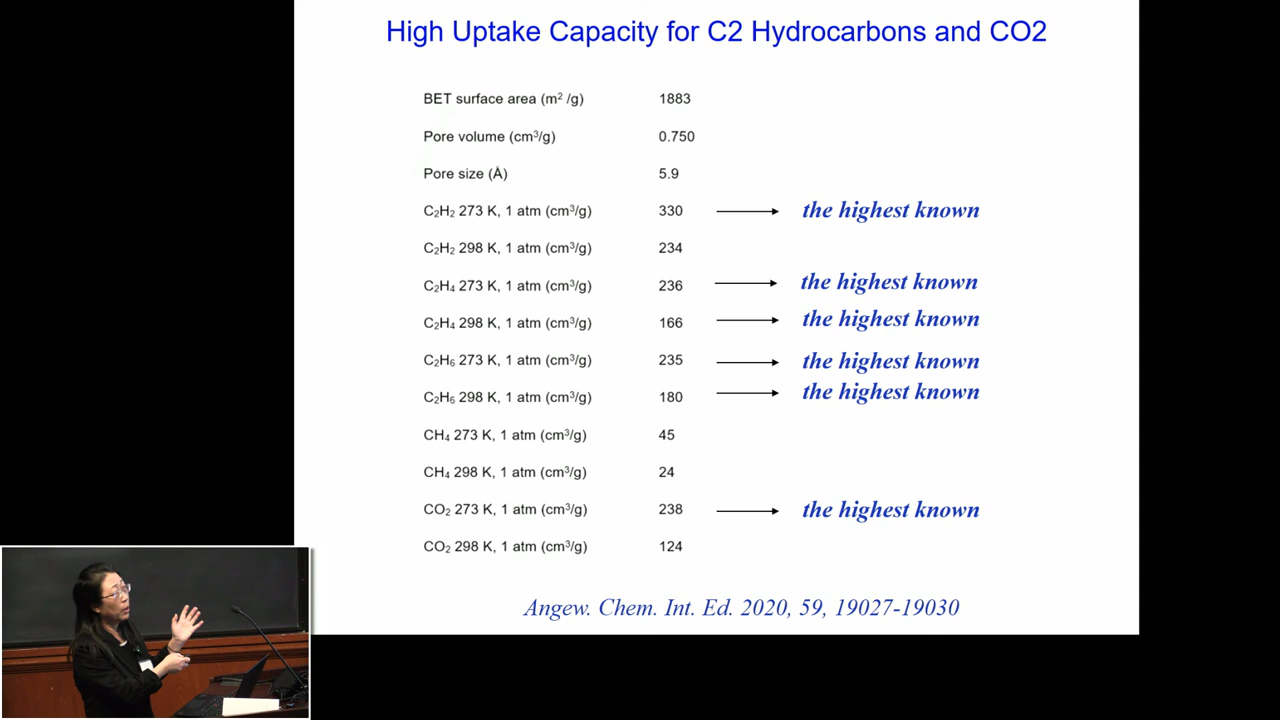 High Uptake Capacity for C2 Hydrocarbons and CO2
BET surface area (m² /g) 1883
Pore volume (cm³/g) 0.750
Pore size (Å) 5.9
C₂H₂ 273 K, 1 atm (cm³/g) 330 the highest known
C₂H₂ 298 K, 1 atm (cm³/g) 234
C₂H₄ 273 K, 1 atm (cm³/g) 236 the highest known
C₂H₄ 298 K, 1 atm (cm³/g) 166 the highest known
C₂H₆ 273 K, 1 atm (cm³/g) 235 the highest known
C₂H₆ 298 K, 1 atm (cm³/g) 180 the highest known
CH₄ 273 K, 1 atm (cm³/g) 45
CH₄ 298 K, 1 atm (cm³/g) 24
CO₂ 273 K, 1 atm (cm³/g) 238 the highest known
CO₂ 298 K, 1 atm (cm³/g) 124
Angew. Chem. Int. Ed. 2020, 59, 19027-19030